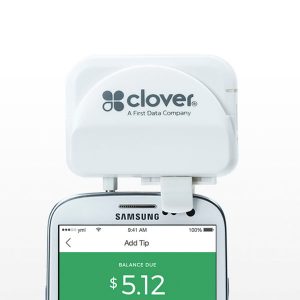 clover®
A First Data Company
SAMSUNG
9:41 AM
100%
Add Tip
BALANCE DUE
$5.12